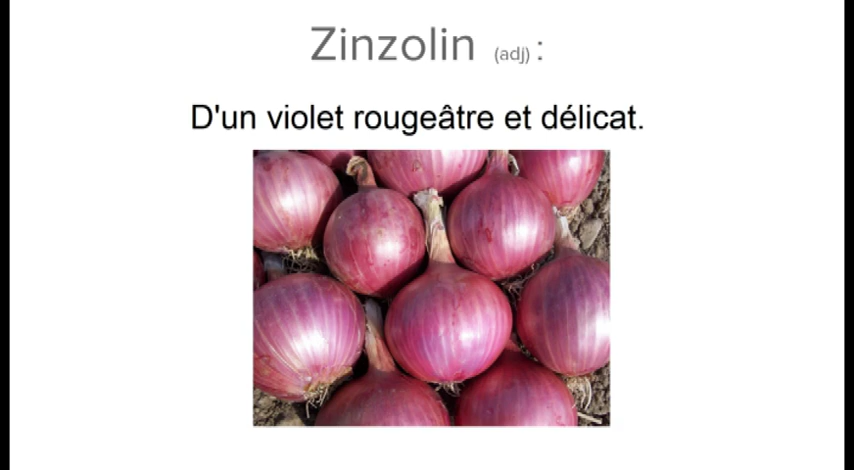 Zinzolin (adj) :
D'un violet rougeâtre et délicat.